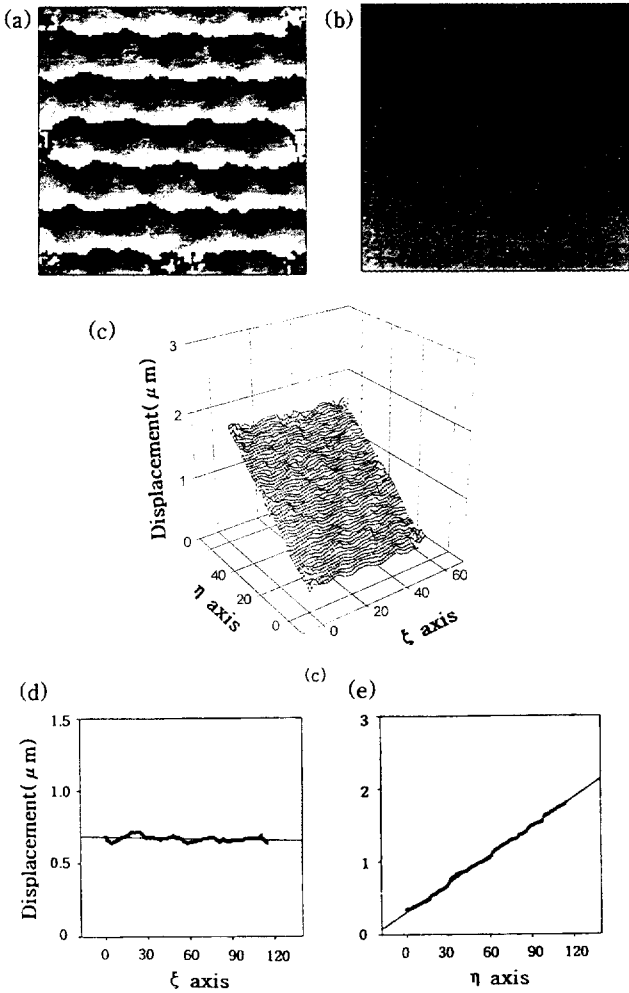 (a)
(b)
(c)
Displacement(μm)
3
2
1
0
40
20
0
η axis
0
20
40
60
ξ axis
(c)
(d)
(e)
Displacement(μm)
1.5
1.0
0.5
0
0 30 60 90 120
ξ axis
3
2
1
0
0 30 60 90 120
η axis